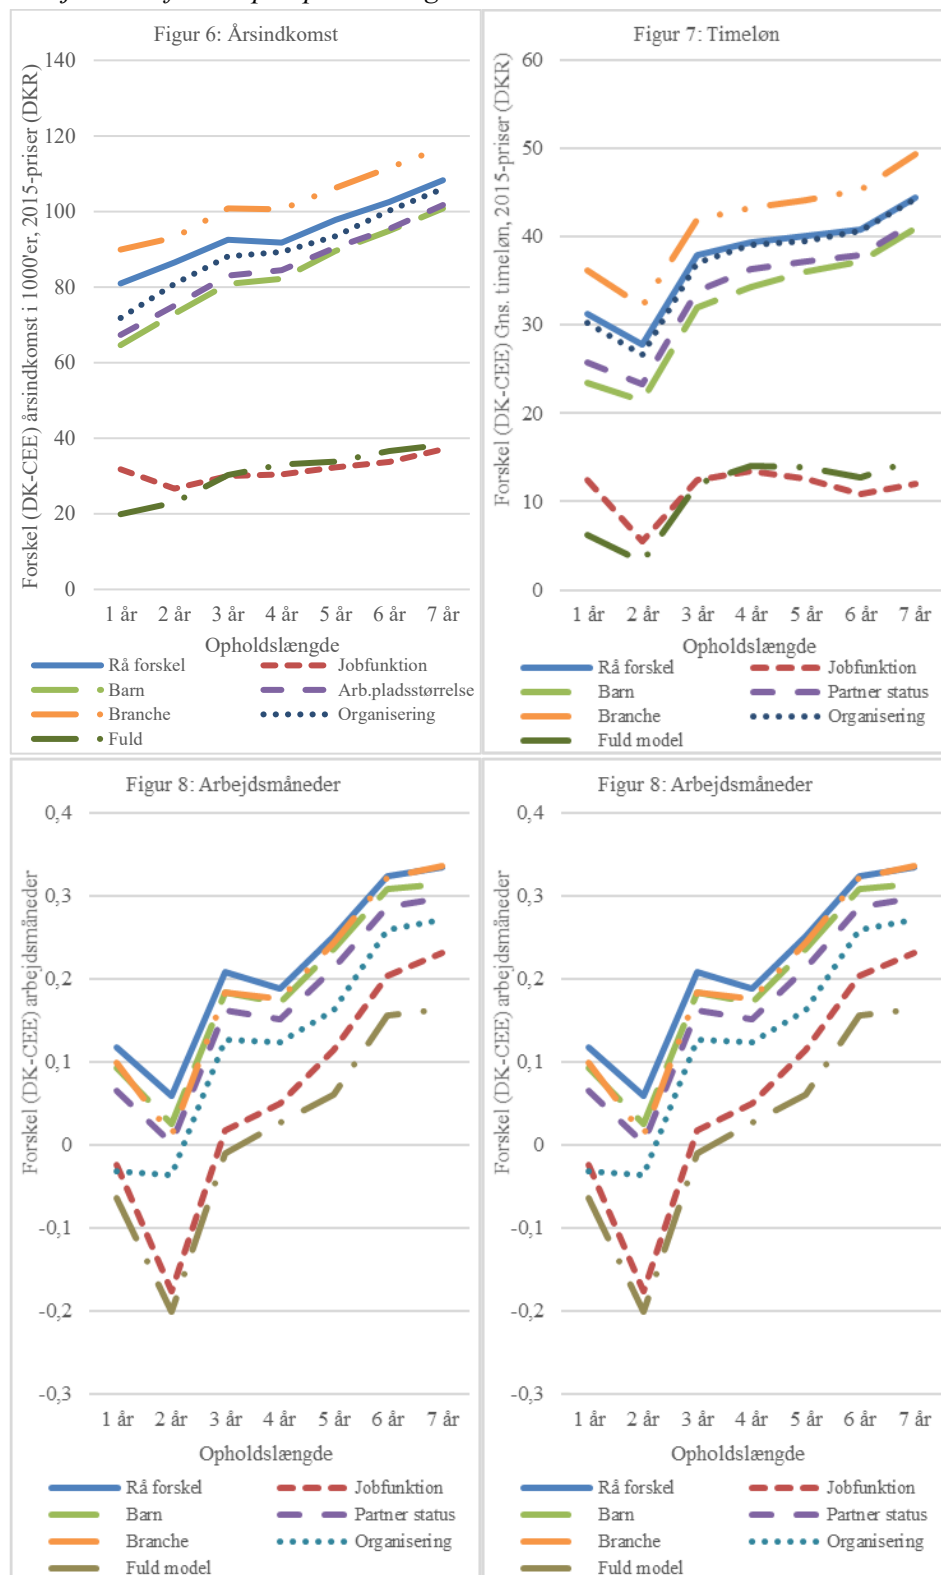 Figur 6: Årsindkomst
Forskel (DK-CEE) årsindkomst i 1000'er, 2015-priser (DKR)
140
120
100
80
60
40
20
0
1 år 2 år 3 år 4 år 5 år 6 år 7 år
Opholdslængde
Rå forskel Jobfunktion
Barn Arb.pladsstørrelse
Branche Organisering
Fuld
Figur 7: Timeløn
Forskel (DK-CEE) Gns. timeløn, 2015-priser (DKR)
60
50
40
30
20
10
0
1 år 2 år 3 år 4 år 5 år 6 år 7 år
Opholdslængde
Rå forskel Jobfunktion
Barn Partner status
Branche Organisering
Fuld model
Figur 8: Arbejdsmåneder
Forskel (DK-CEE) arbejdsmåneder
0,4
0,3
0,2
0,1
0
-0,1
-0,2
-0,3
1 år 2 år 3 år 4 år 5 år 6 år 7 år
Opholdslængde
Rå forskel Jobfunktion
Barn Partner status
Branche Organisering
Fuld model
Figur 8: Arbejdsmåneder
Forskel (DK-CEE) arbejdsmåneder
0,4
0,3
0,2
0,1
0
-0,1
-0,2
-0,3
1 år 2 år 3 år 4 år 5 år 6 år 7 år
Opholdslængde
Rå forskel Jobfunktion
Barn Partner status
Branche Organisering
Fuld model